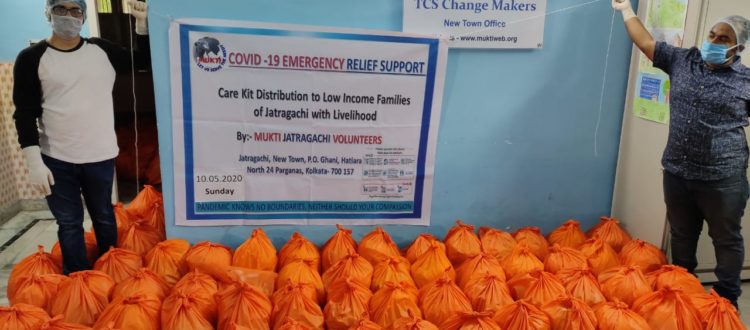 TCS Change Makers
New Town Office
- www.muktiweb.org
MUKTI
COVID -19 EMERGENCY RELIEF SUPPORT
Care Kit Distribution to Low Income Families
of Jatragachi with Livelihood
By:- MUKTI JATRAGACHI VOLUNTEERS
Jatragachi, New Town, P.O. Ghani, Hatiara
North 24 Parganas, Kolkata- 700 157
10.05.2020
Sunday
PANDEMIC KNOWS NO BOUNDARIES, NEITHER SHOULD YOUR COMPASSION